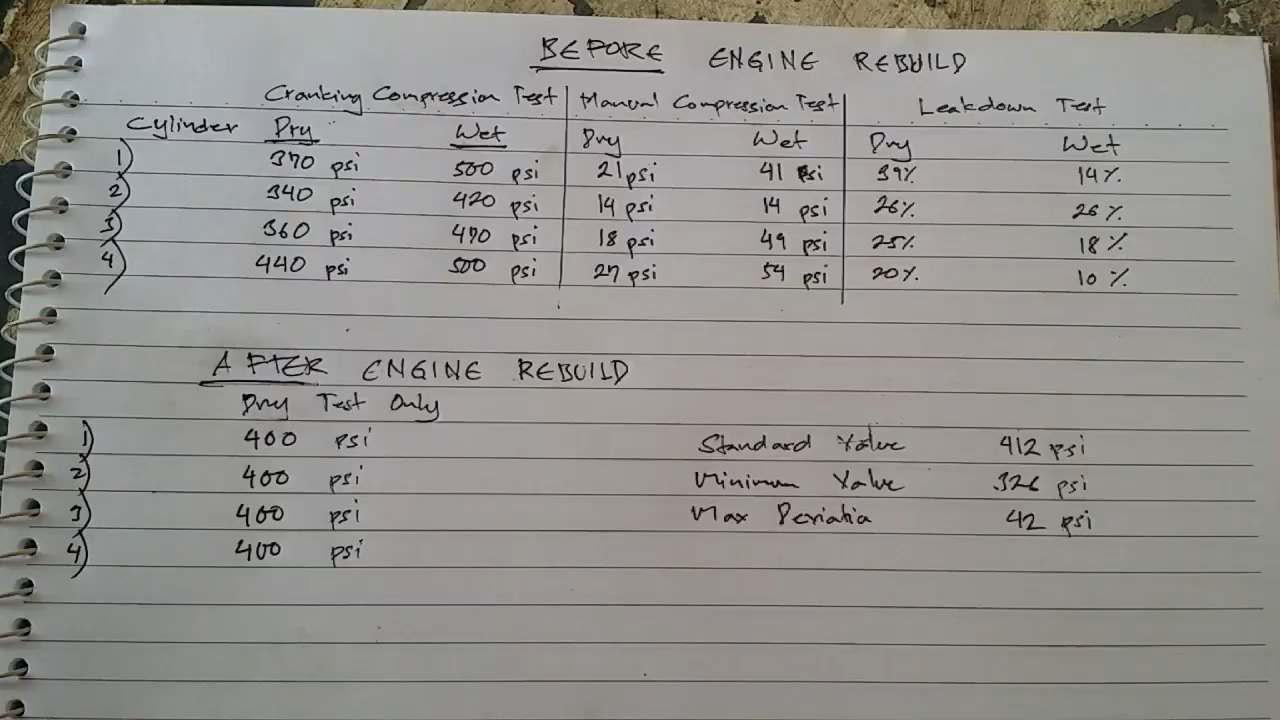 BEFORE ENGINE REBUILD
Cranking Compression Test Manual Compression Test Leakdown Test
Cylinder Dry Wet Dry Wet Dry Wet
1) 370 psi 500 psi 21 psi 41 psi 39% 14%
2) 340 psi 420 psi 14 psi 14 psi 26% 26%
3) 360 psi 470 psi 18 psi 49 psi 25% 18%
4) 440 psi 500 psi 27 psi 54 psi 20% 10%
AFTER ENGINE REBUILD
Dry Test Only
1) 400 psi Standard Value 412 psi
2) 400 psi Minimum Value 326 psi
3) 400 psi Max Deviatia 42 psi
4) 400 psi